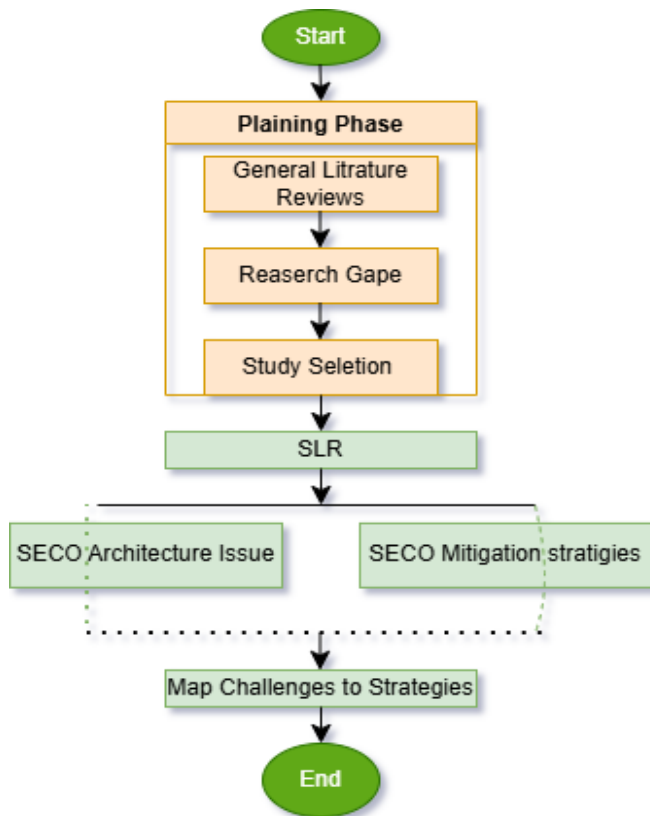 Start
Plaining Phase
General Litrature
Reviews
Reaserch Gape
Study Seletion
SLR
SECO Architecture Issue
SECO Mitigation stratigies
Map Challenges to Strategies
End